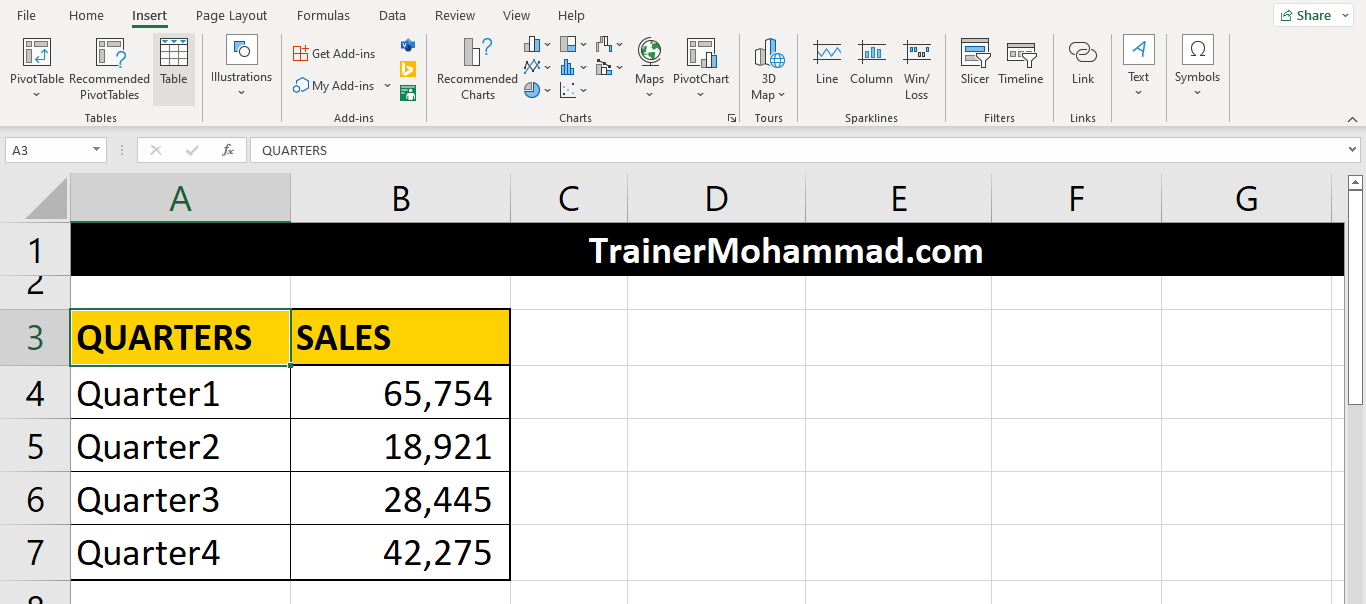 File Home Insert Page Layout Formulas Data Review View Help Share
PivotTable Recommended PivotTables Table Illustrations Get Add-ins My Add-ins Recommended Charts Maps PivotChart 3D Map Line Column Win/ Loss Slicer Timeline Link Text Symbols
Tables Add-ins Charts Tours Sparklines Filters Links
A3 fx QUARTERS
A B C D E F G
1 TrainerMohammad.com
2
3 QUARTERS SALES
4 Quarter1 65,754
5 Quarter2 18,921
6 Quarter3 28,445
7 Quarter4 42,275
8